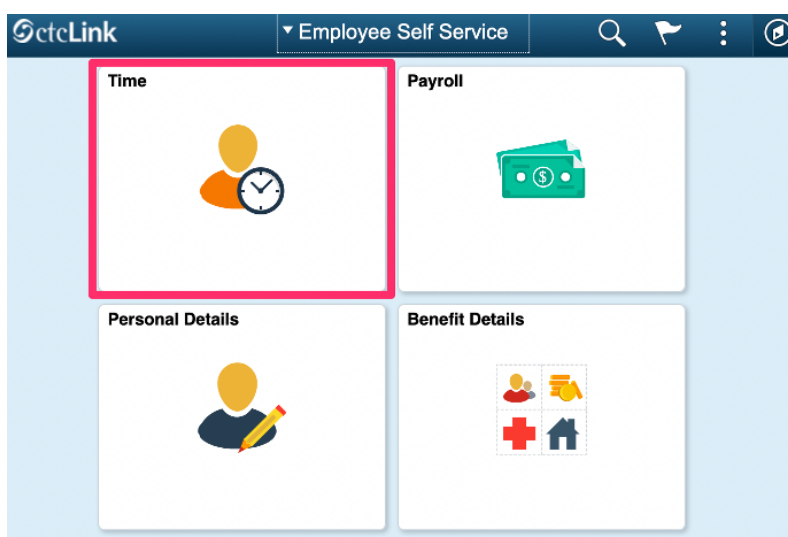 ctcLink
Employee Self Service
Time
Payroll
$
Personal Details
Benefit Details